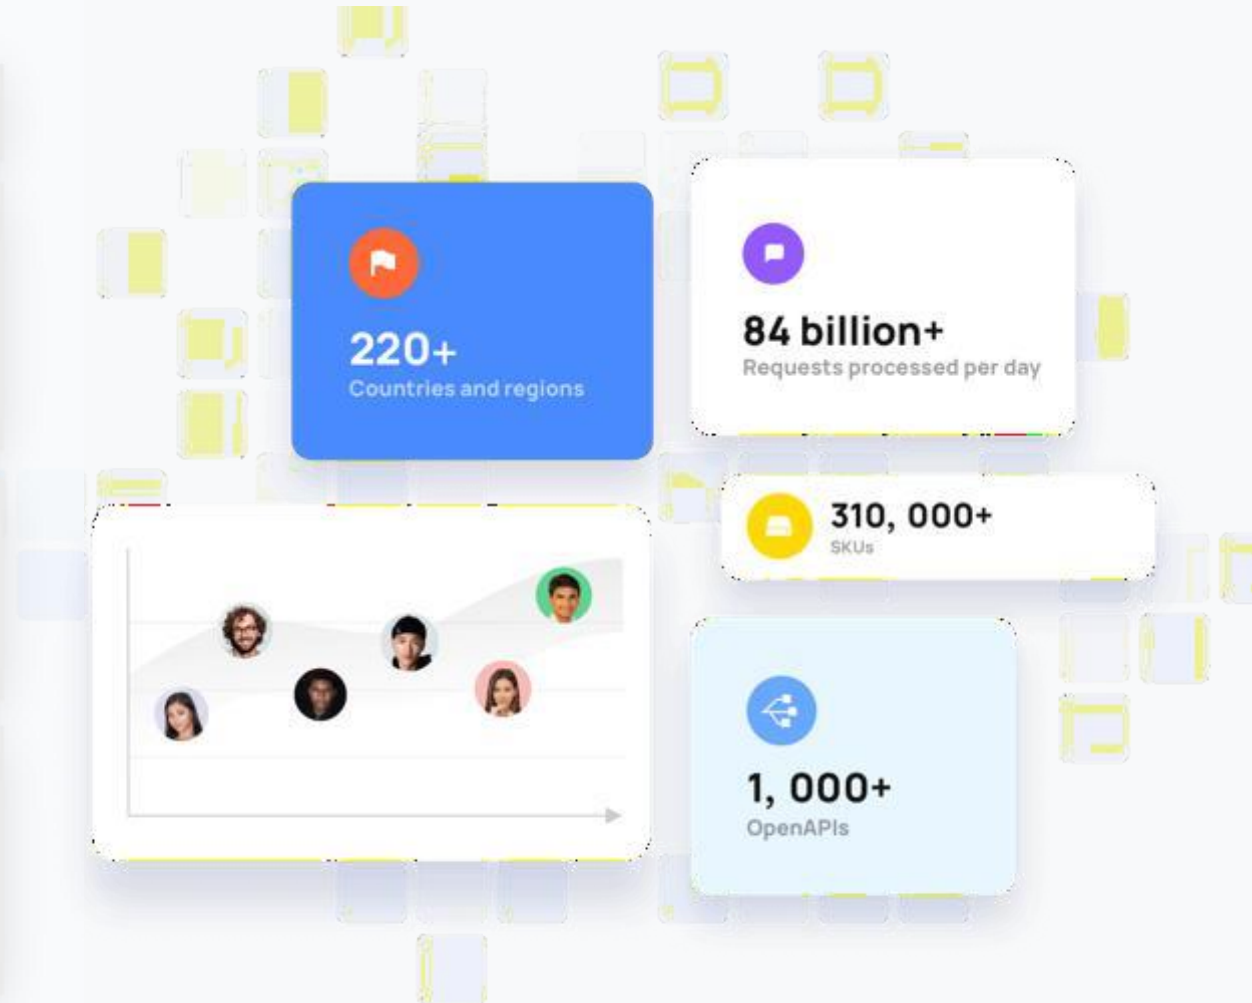 220+
Countries and regions
84 billion+
Requests processed per day
310, 000+
SKUs
1, 000+
OpenAPIs